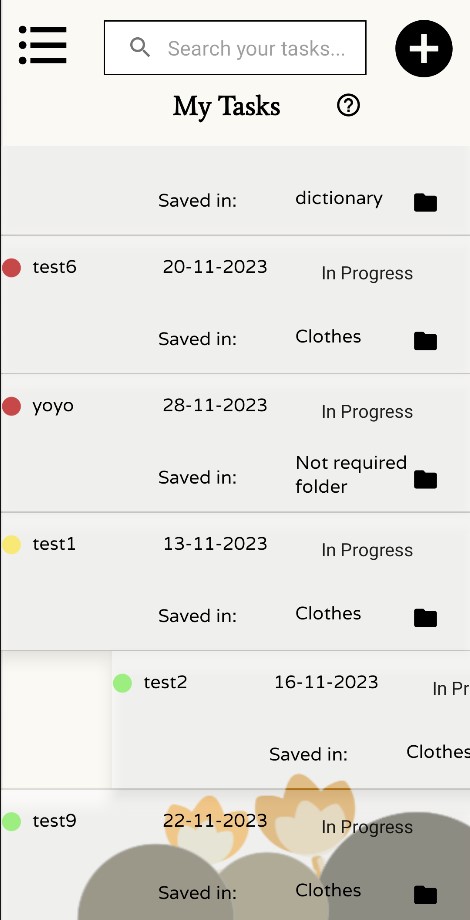 Search your tasks...
My Tasks
Saved in: dictionary
test6 20-11-2023 In Progress
Saved in: Clothes
yoyo 28-11-2023 In Progress
Saved in: Not required
folder
test1 13-11-2023 In Progress
Saved in: Clothes
test2 16-11-2023 In Pr
Saved in: Clothes
test9 22-11-2023 In Progress
Saved in: Clothes